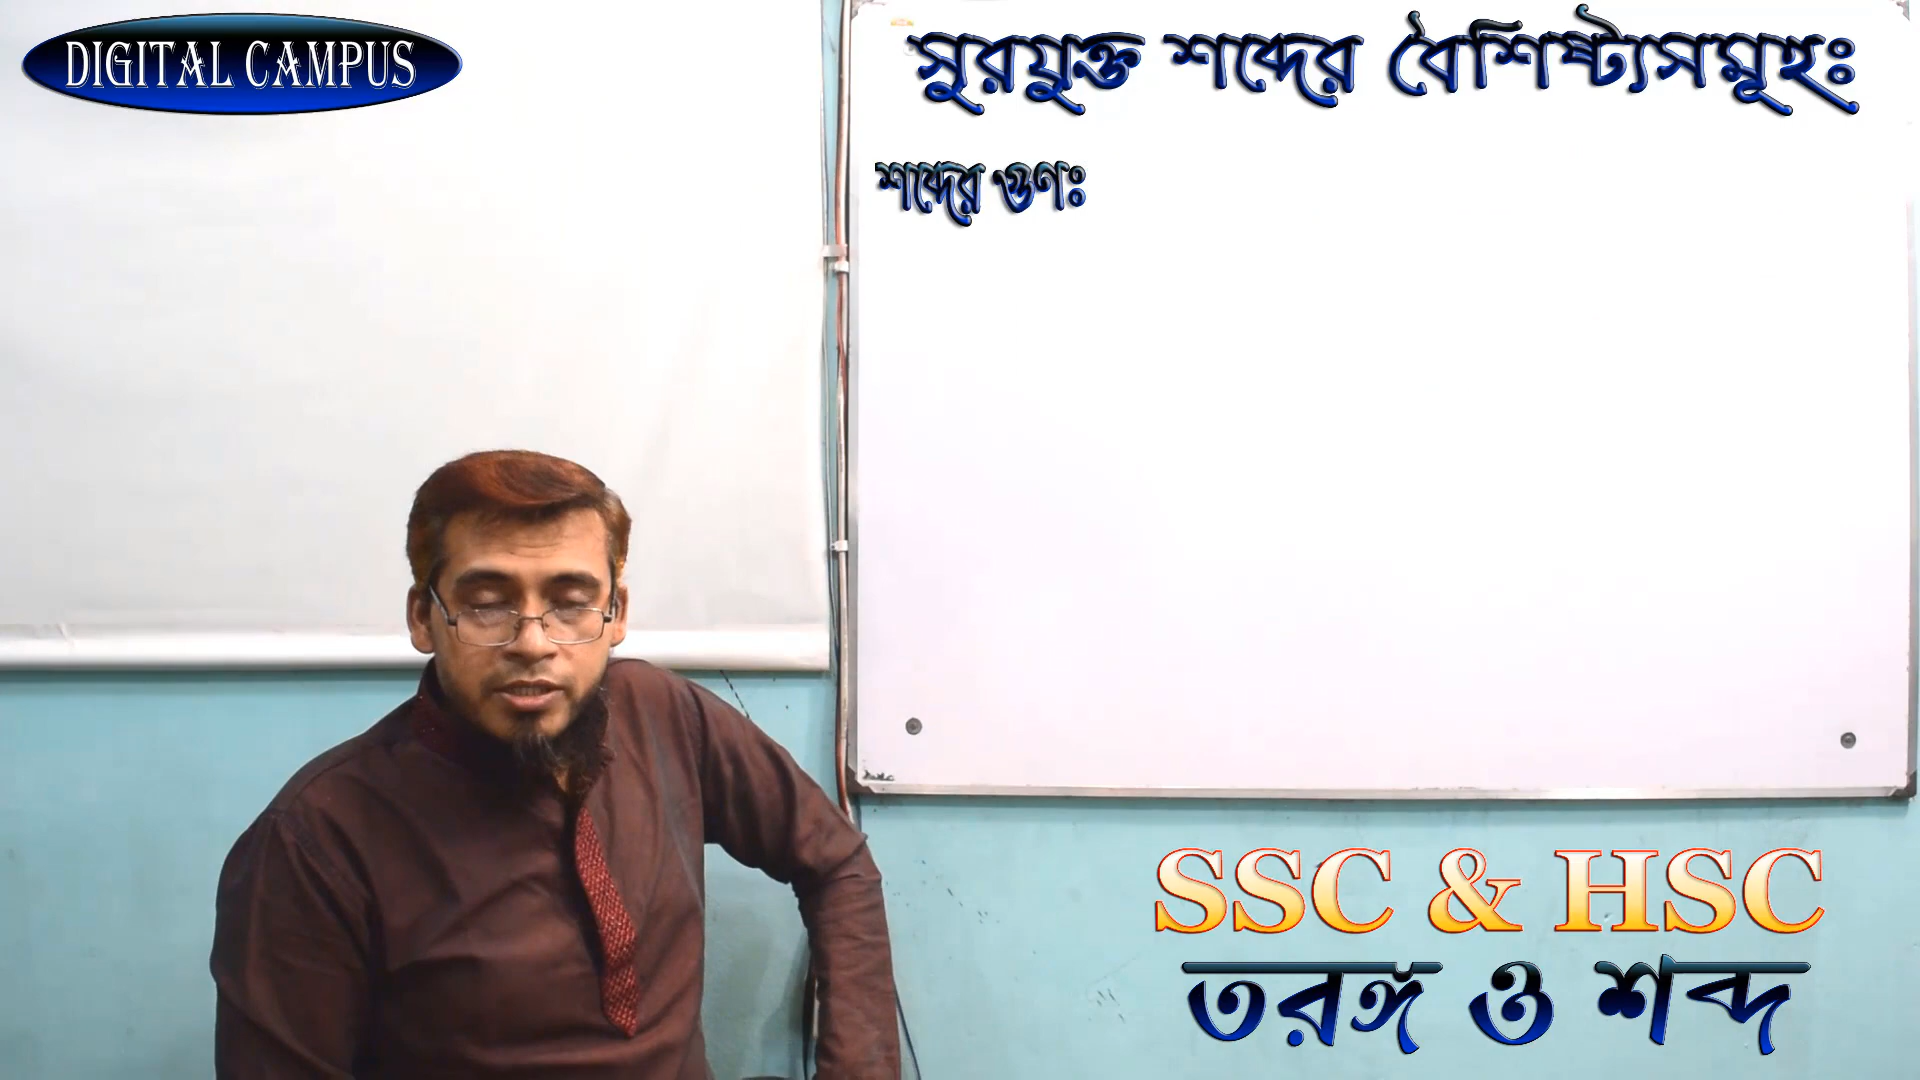 DIGITAL CAMPUS
সুরযুক্ত শব্দের বৈশিষ্ট্যসমূহঃ
শব্দের গুণঃ
SSC & HSC
তরঙ্গ ও শব্দ